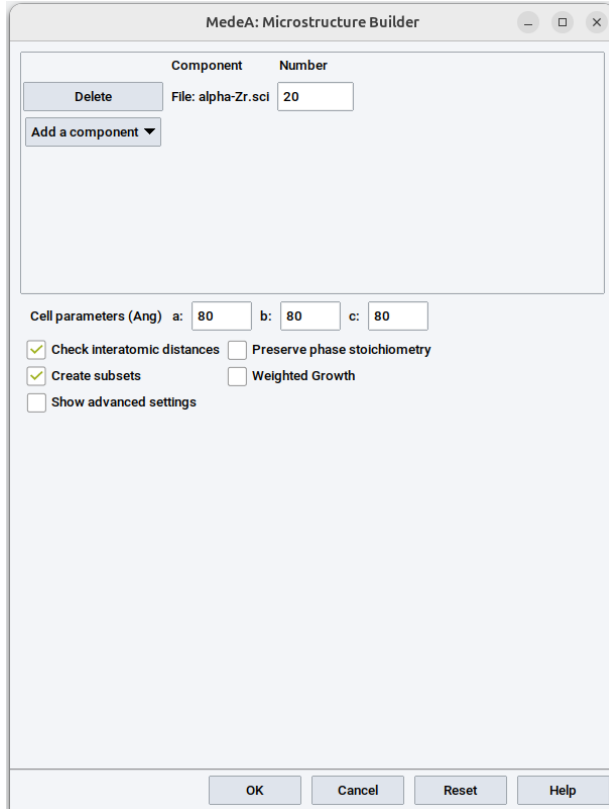 MedeA: Microstructure Builder
Component Number
Delete File: alpha-Zr.sci 20
Add a component
Cell parameters (Ang) a: 80 b: 80 c: 80
Check interatomic distances Preserve phase stoichiometry
Create subsets Weighted Growth
Show advanced settings
OK Cancel Reset Help